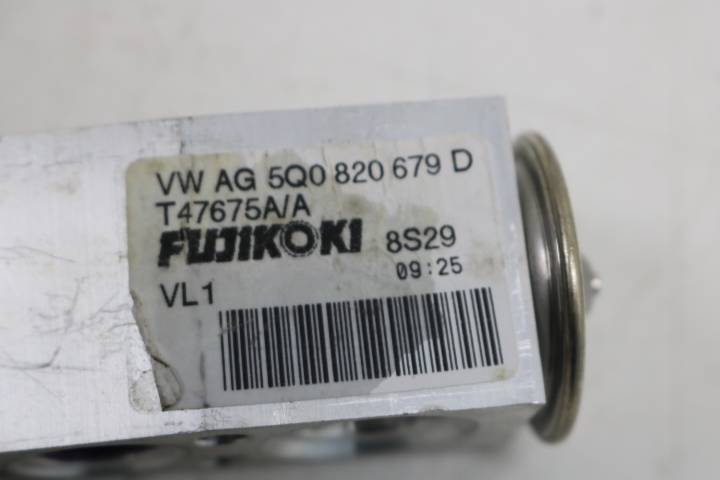 VW AG 5Q0 820 679 D
T47675A/A
FUJIKOKI 8S29
09:25
VL1